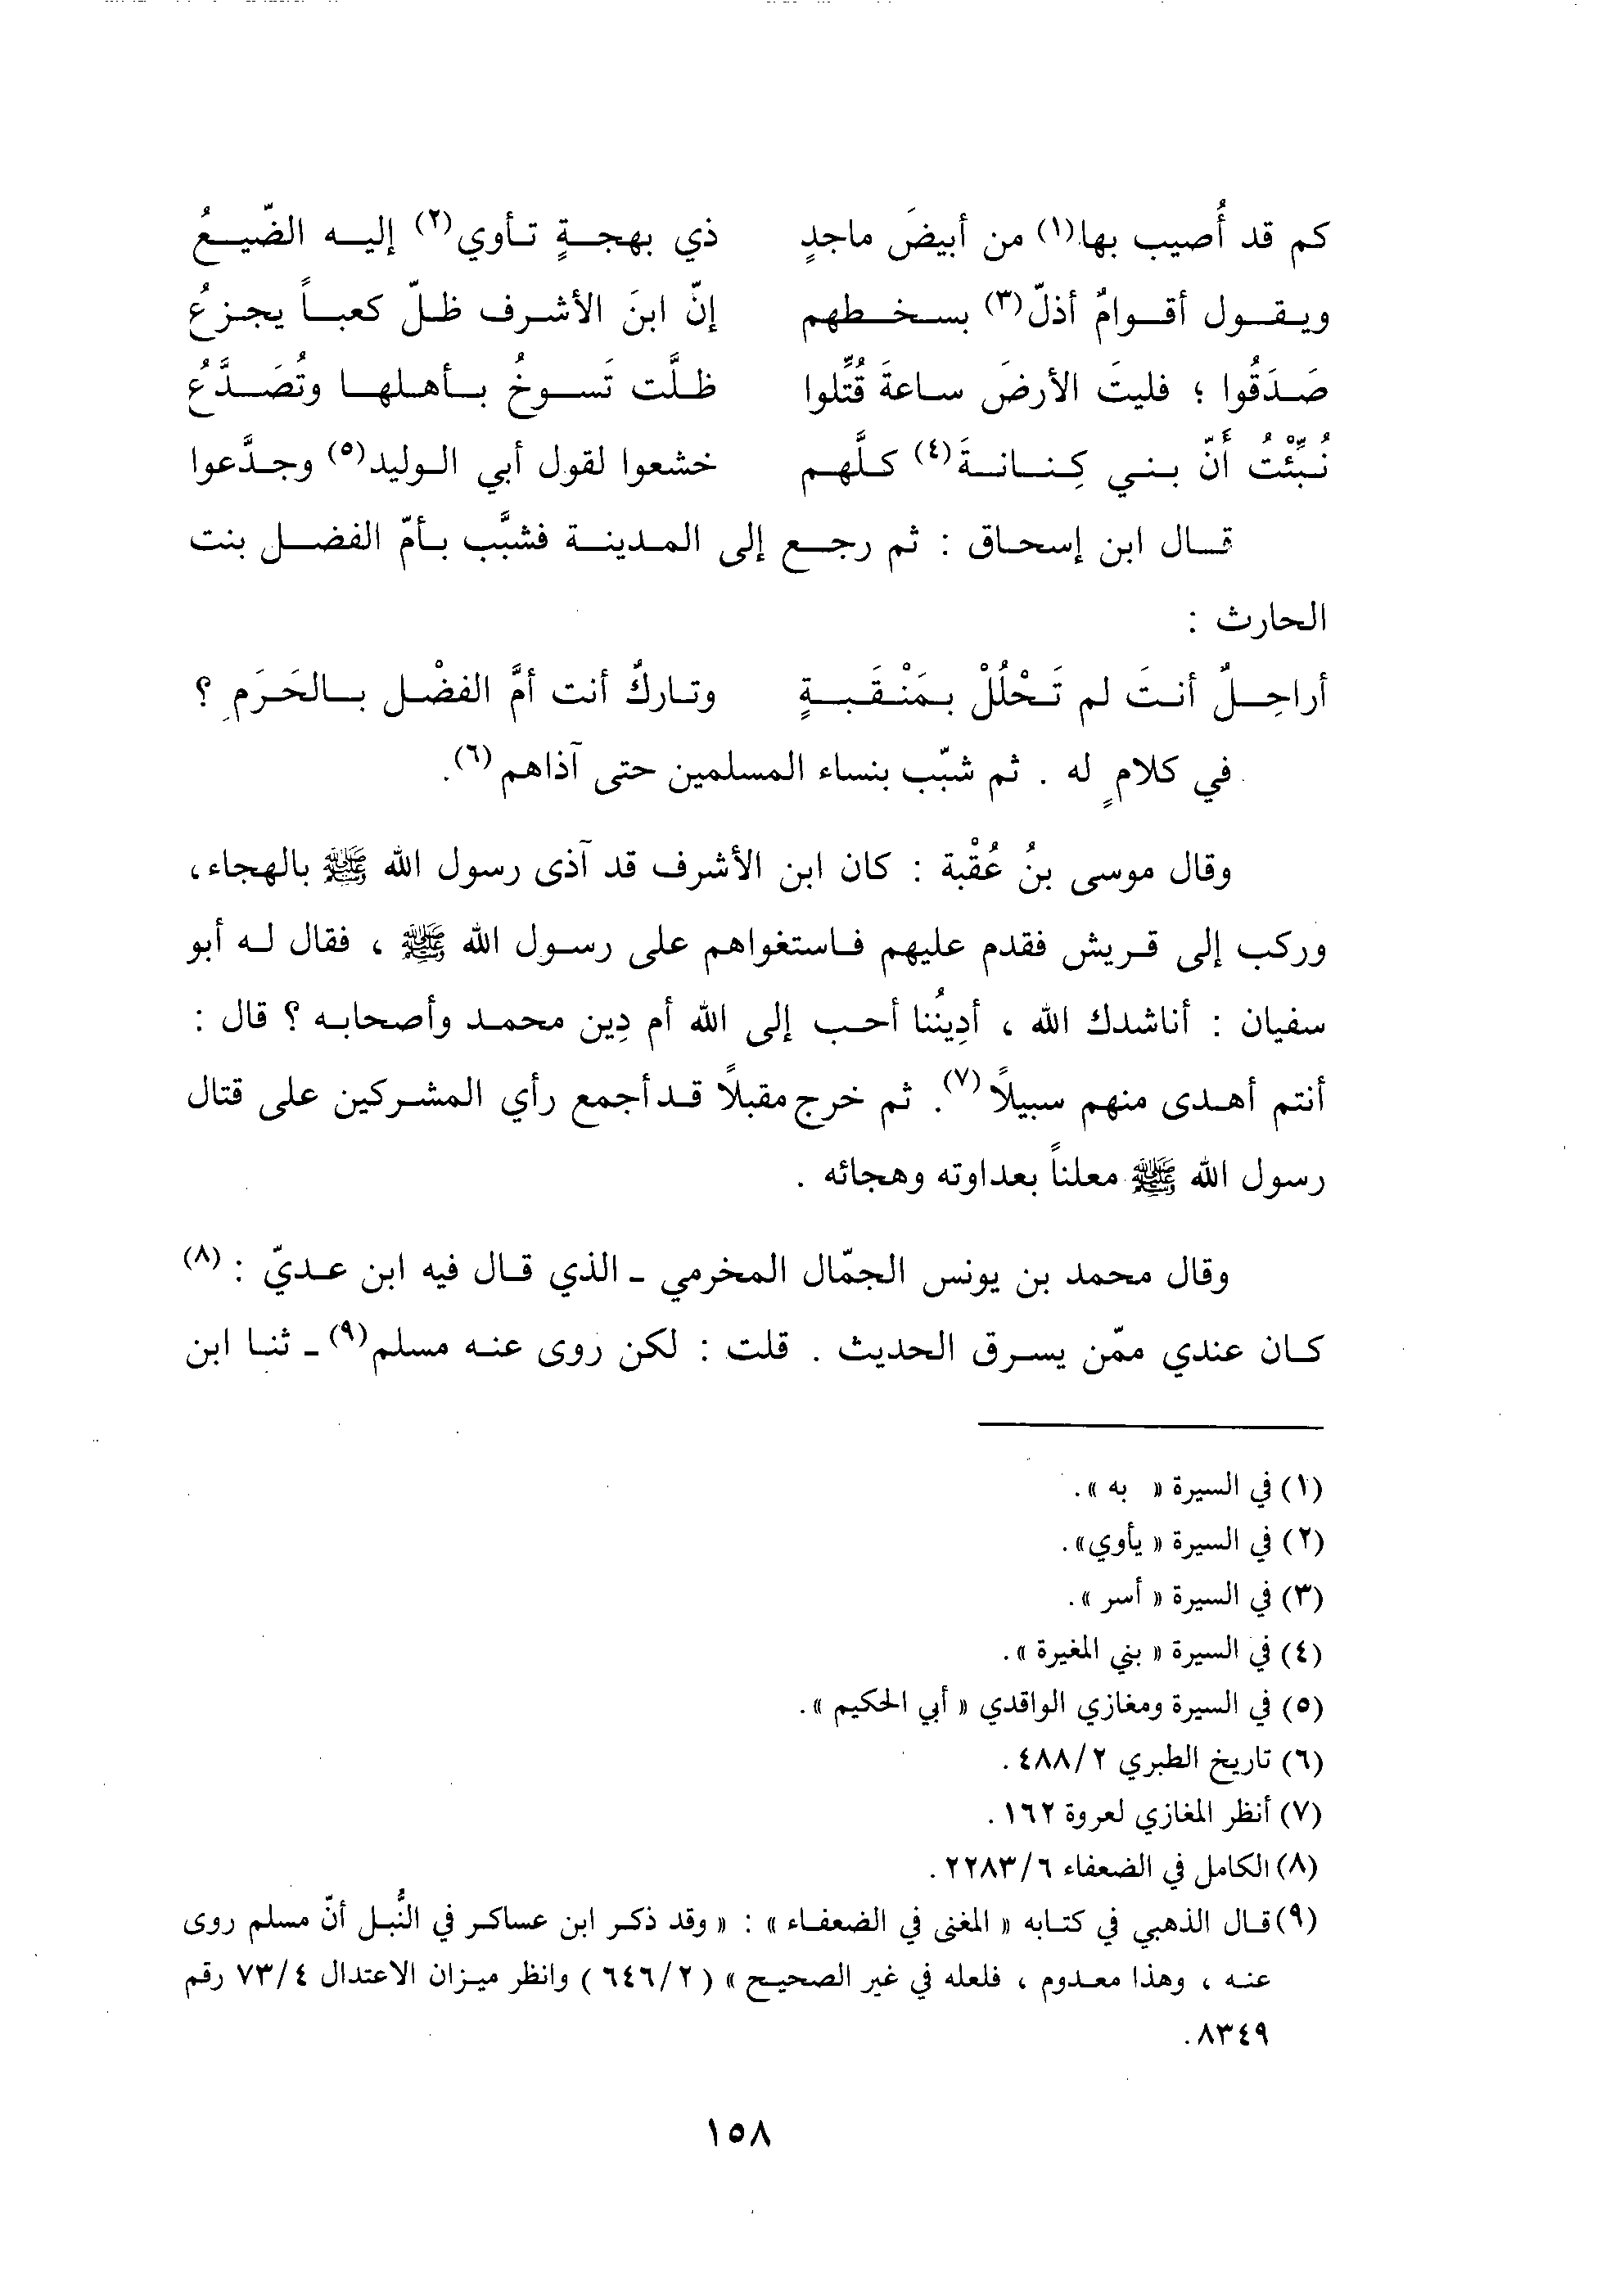 كم قد أُصيب بها(١) من أبيضَ ماجدٍ ذي بهجةٍ تأوي(٢) إليه الضّيعُ
ويقول أقوامٌ أذلّ(٣) بسخطهم إنّ ابنَ الأشرف ظلّ كعباً يجزعُ
صَدَقُوا ؛ فليتَ الأرضَ ساعةَ قُتِّلوا ظلَّت تَسوخُ بأهلها وتُصَدَّعُ
نُبِّئْتُ أنّ بني كِنانةَ(٤) كلَّهم خشعوا لقول أبي الوليد(٥) وجدَّعوا
قال ابن إسحاق : ثم رجع إلى المدينة فشبَّب بأمّ الفضل بنت
الحارث :
أراحِلٌ أنتَ لم تَحْلُلْ بمَنْقَبةٍ وتاركٌ أنت أمَّ الفضْل بالحَرَمِ ؟
في كلامٍ له . ثم شبّب بنساء المسلمين حتى آذاهم(٦).
وقال موسى بنُ عُقْبة : كان ابن الأشرف قد آذى رسول الله ﷺ بالهجاء،
وركب إلى قريش فقدم عليهم فاستغواهم على رسول الله ﷺ ، فقال له أبو
سفيان : أناشدك الله ، أدِينُنا أحب إلى الله أم دِين محمد وأصحابه ؟ قال :
أنتم أهدى منهم سبيلاً(٧). ثم خرج مقبلاً قد أجمع رأي المشركين على قتال
رسول الله ﷺ معلناً بعداوته وهجائه .
وقال محمد بن يونس الجمّال المخرمي ـ الذي قال فيه ابن عديّ : (٨)
كان عندي ممّن يسرق الحديث . قلت : لكن روى عنه مسلم(٩) ـ ثنا ابن
(١) في السيرة « به ».
(٢) في السيرة « يأوي».
(٣) في السيرة « أسر ».
(٤) في السيرة « بني المغيرة ».
(٥) في السيرة ومغازي الواقدي « أبي الحكيم ».
(٦) تاريخ الطبري ٤٨٨/٢ .
(٧) أنظر المغازي لعروة ١٦٢ .
(٨) الكامل في الضعفاء ٢٢٨٣/٦ .
(٩) قال الذهبي في كتابه « المغنى في الضعفاء » : « وقد ذكر ابن عساكر في النُّبل أنّ مسلم روى
عنه ، وهذا معدوم ، فلعله في غير الصحيح » (٦٤٦/٢) وانظر ميزان الاعتدال ٧٣/٤ رقم
٨٣٤٩.
١٥٨